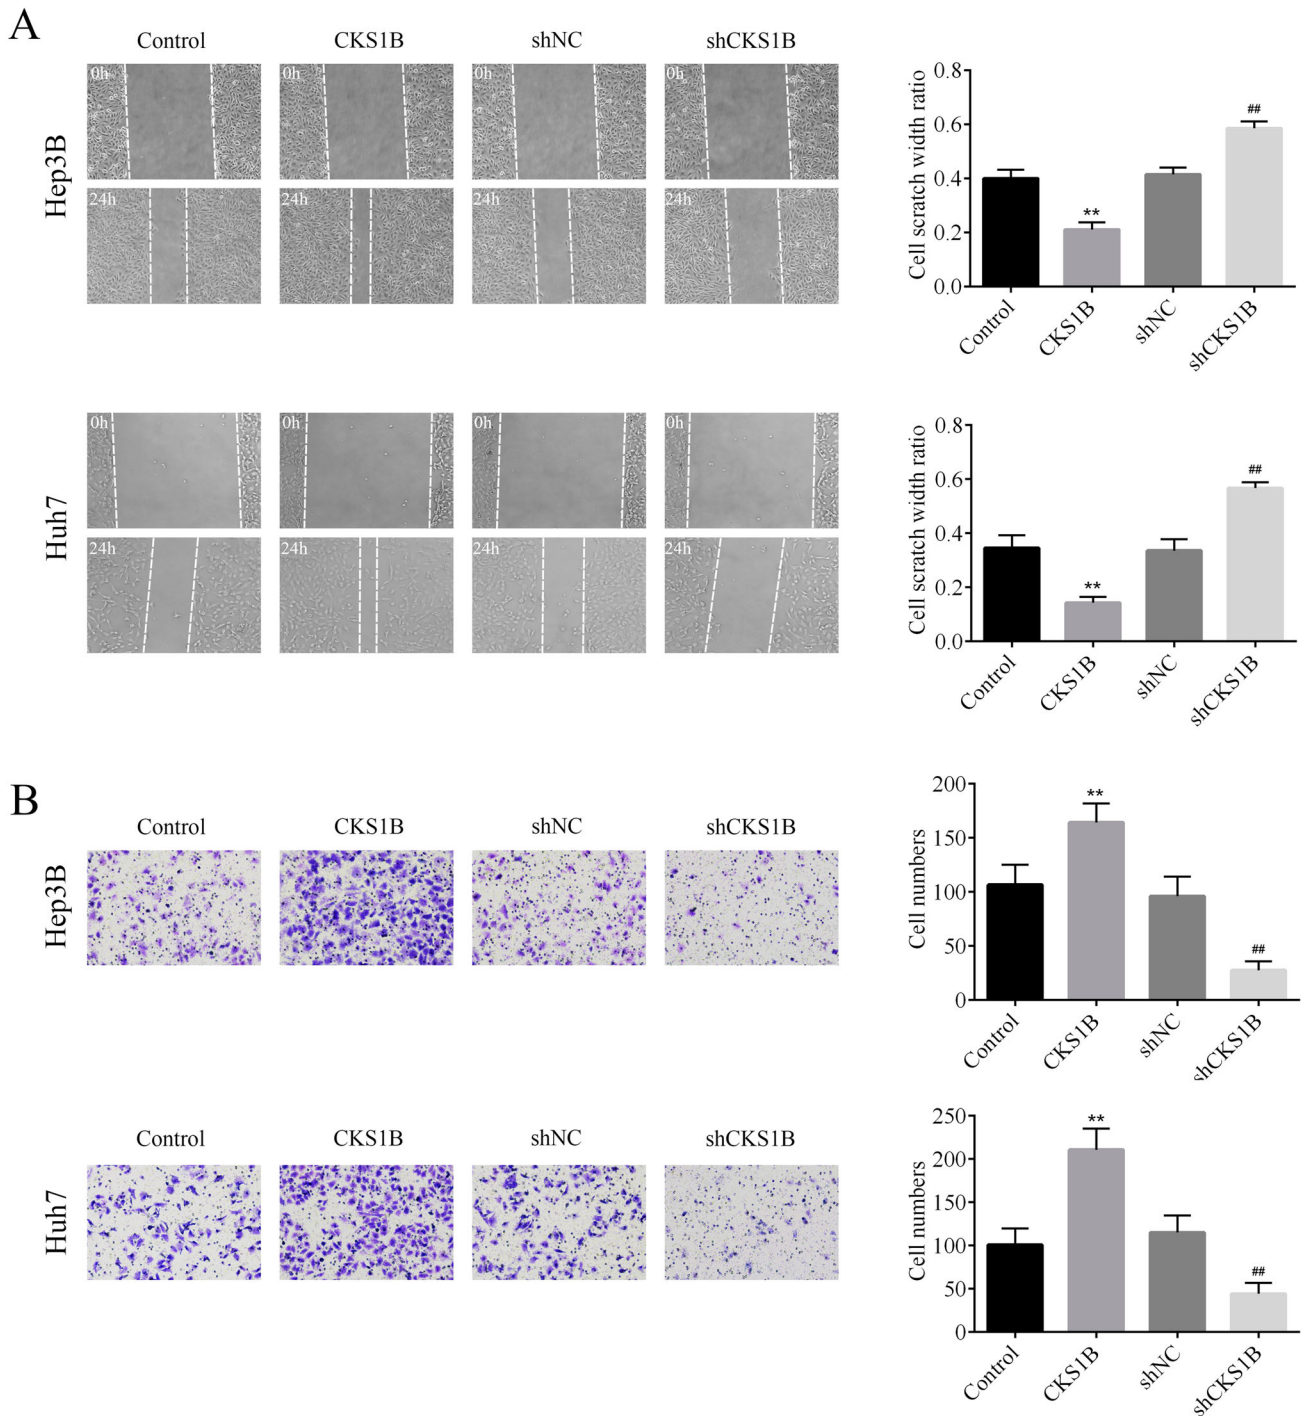 A
Control CKS1B shNC shCKS1B
Hep3B
0h 0h 0h 0h
24h 24h 24h 24h
Cell scratch width ratio
0.8
0.6
0.4
0.2
0.0
**
##
Control CKS1B shNC shCKS1B
Huh7
0h 0h 0h 0h
24h 24h 24h 24h
Cell scratch width ratio
0.8
0.6
0.4
0.2
0.0
**
##
Control CKS1B shNC shCKS1B
B
Control CKS1B shNC shCKS1B
Hep3B
Cell numbers
200
150
100
50
0
**
##
Control CKS1B shNC shCKS1B
Control CKS1B shNC shCKS1B
Huh7
Cell numbers
250
200
150
100
50
0
**
##
Control CKS1B shNC shCKS1B